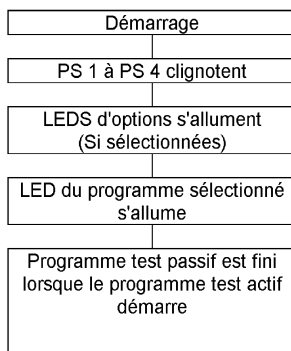 Démarrage
PS 1 à PS 4 clignotent
LEDS d'options s'allument
(Si sélectionnées)
LED du programme sélectionné
s'allume
Programme test passif est fini
lorsque le programme test actif
démarre